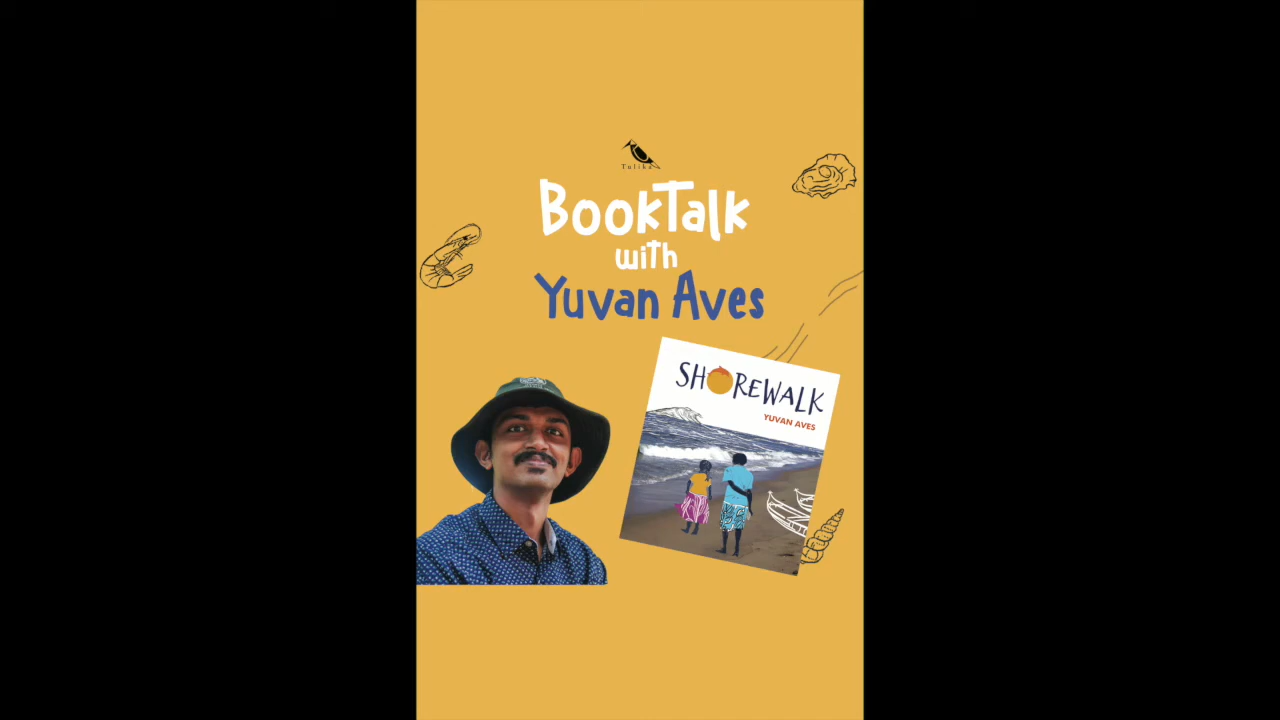 Tulika
BookTalk
with
Yuvan Aves
SHOREWALK
YUVAN AVES